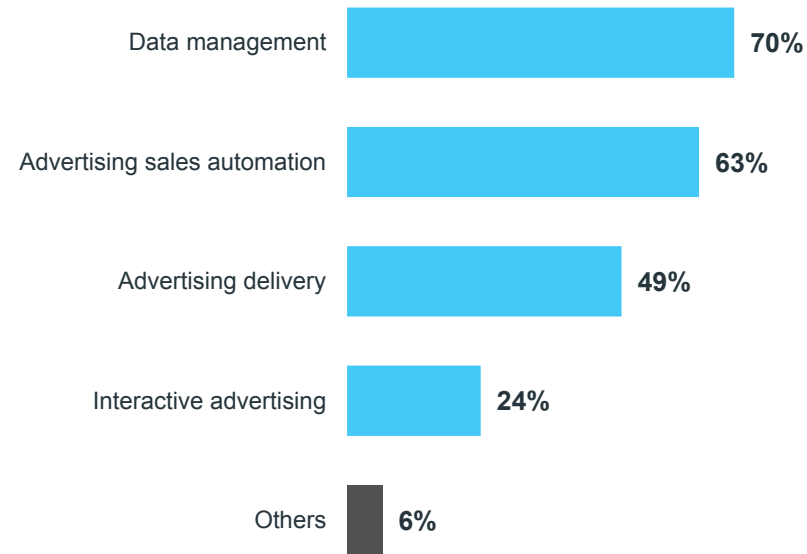 Data management 70%
Advertising sales automation 63%
Advertising delivery 49%
Interactive advertising 24%
Others 6%